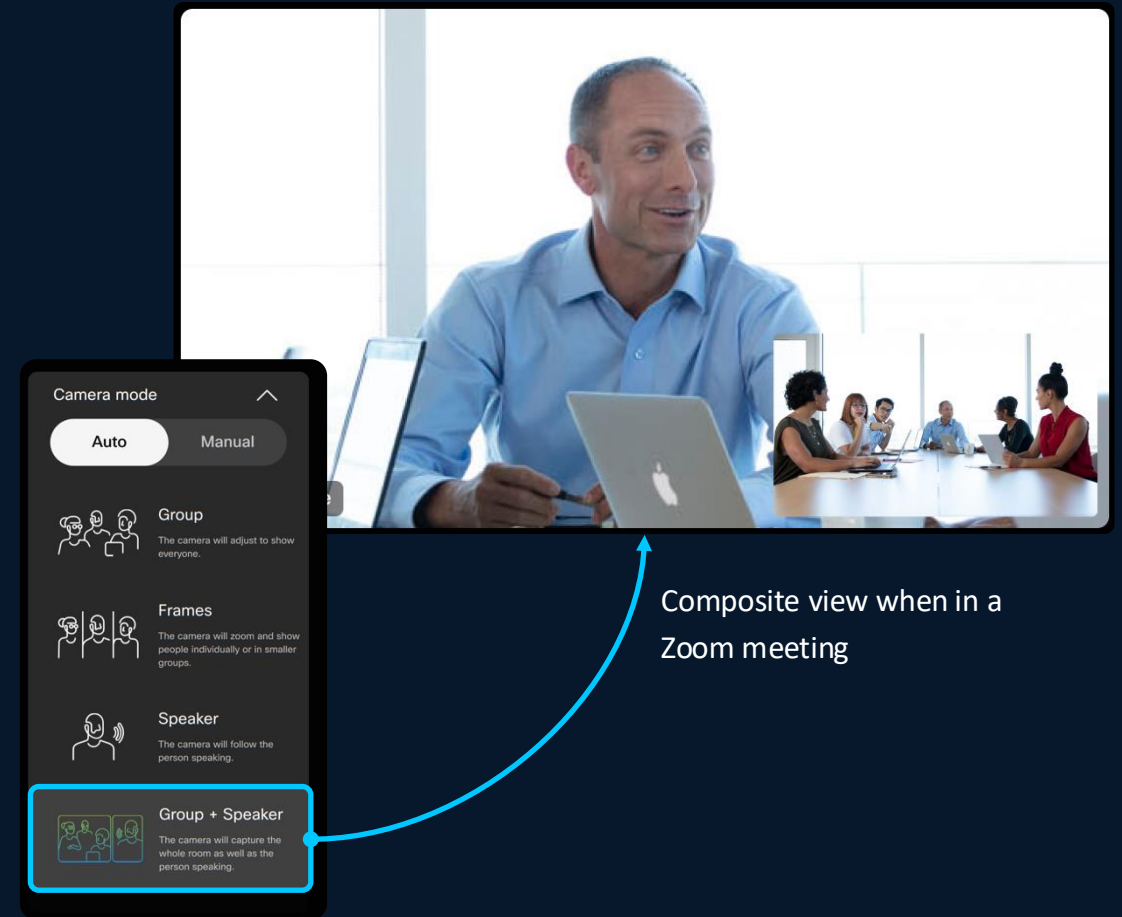 Camera mode
Auto
Manual
Group
The camera will adjust to show
everyone.
Frames
The camera will zoom and show
people individually or in smaller
groups.
Speaker
The camera will follow the
person speaking.
Group + Speaker
The camera will capture the
whole room as well as the
person speaking.
Composite view when in a
Zoom meeting